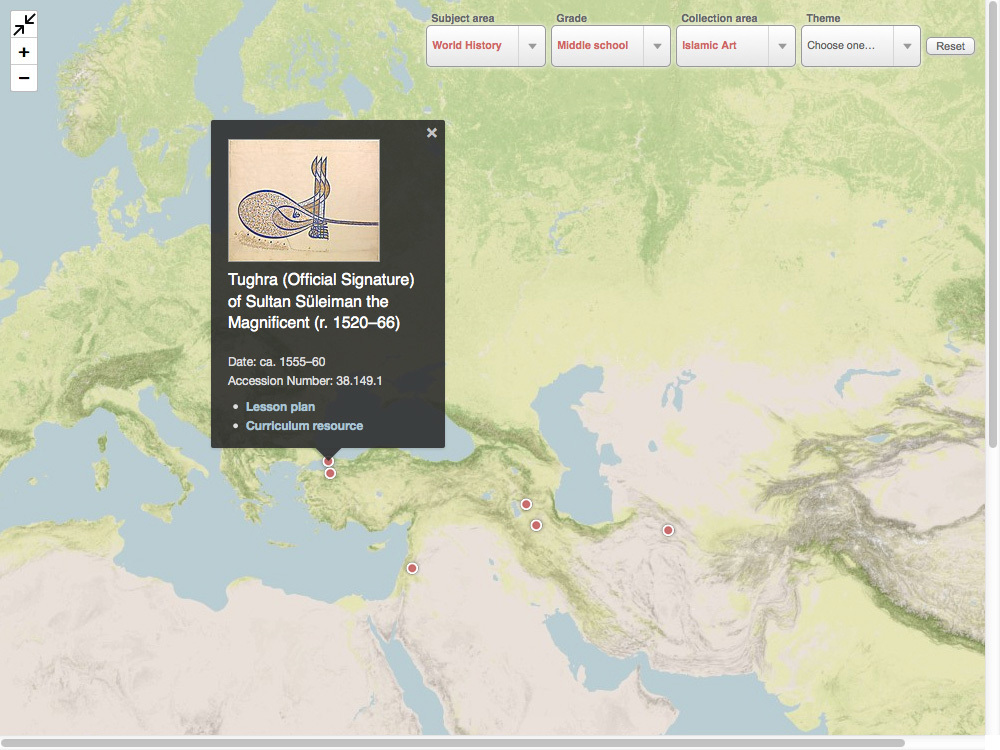 Subject area
Grade
Collection area
Theme
World History
Middle school
Islamic Art
Choose one...
Reset
+
−
×
Tughra (Official Signature)
of Sultan Süleiman the
Magnificent (r. 1520–66)
Date: ca. 1555–60
Accession Number: 38.149.1
• Lesson plan
• Curriculum resource